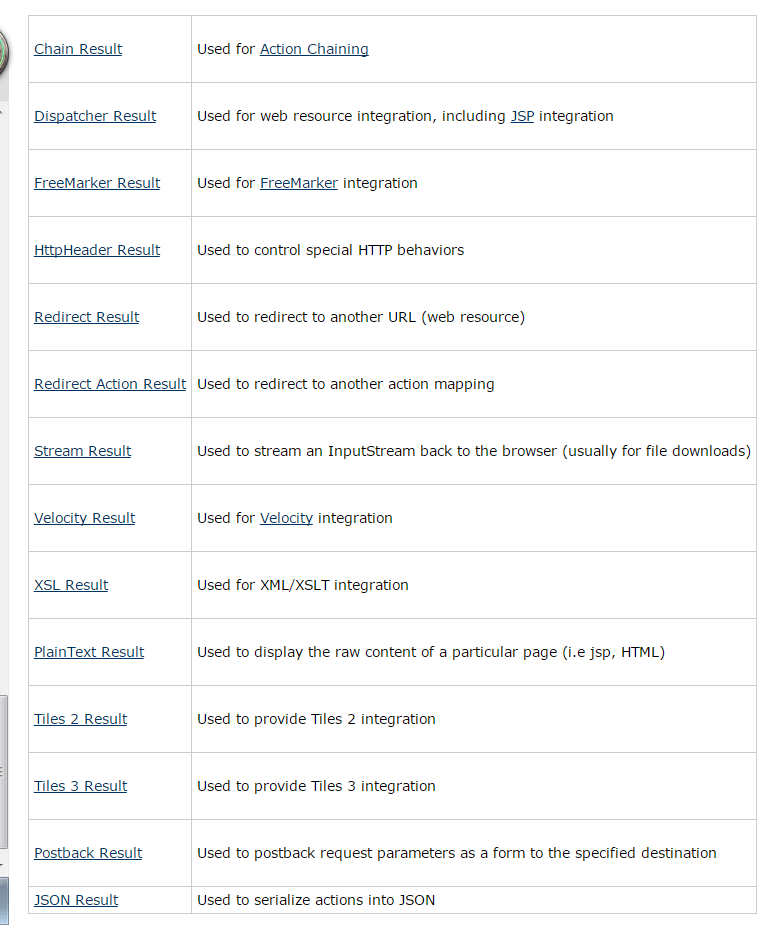 Chain Result Used for Action Chaining
Dispatcher Result Used for web resource integration, including JSP integration
FreeMarker Result Used for FreeMarker integration
HttpHeader Result Used to control special HTTP behaviors
Redirect Result Used to redirect to another URL (web resource)
Redirect Action Result Used to redirect to another action mapping
Stream Result Used to stream an InputStream back to the browser (usually for file downloads)
Velocity Result Used for Velocity integration
XSL Result Used for XML/XSLT integration
PlainText Result Used to display the raw content of a particular page (i.e jsp, HTML)
Tiles 2 Result Used to provide Tiles 2 integration
Tiles 3 Result Used to provide Tiles 3 integration
Postback Result Used to postback request parameters as a form to the specified destination
JSON Result Used to serialize actions into JSON